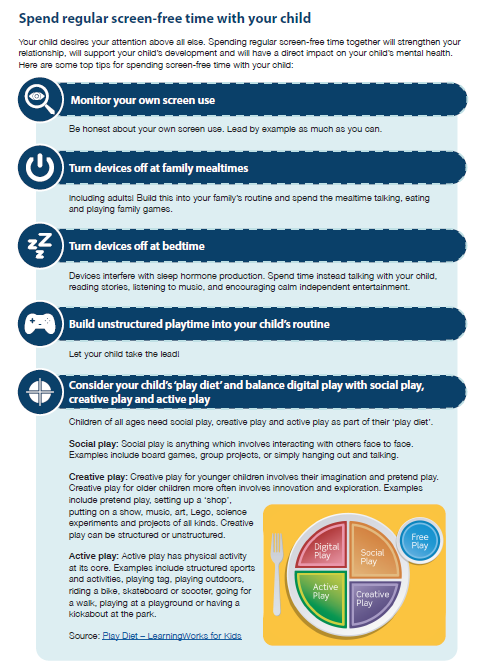 Spend regular screen-free time with your child
Your child desires your attention above all else. Spending regular screen-free time together will strengthen your
relationship, will support your child's development and will have a direct impact on your child's mental health.
Here are some top tips for spending screen-free time with your child:
Monitor your own screen use
Be honest about your own screen use. Lead by example as much as you can.
Turn devices off at family mealtimes
Including adults! Build this into your family's routine and spend the mealtime talking, eating
and playing family games.
zzZ
Turn devices off at bedtime
Devices interfere with sleep hormone production. Spend time instead talking with your child,
reading stories, listening to music, and encouraging calm independent entertainment.
Build unstructured playtime into your child's routine
Let your child take the lead!
Consider your child's 'play diet' and balance digital play with social play,
creative play and active play
Children of all ages need social play, creative play and active play as part of their 'play diet'.
Social play: Social play is anything which involves interacting with others face to face.
Examples include board games, group projects, or simply hanging out and talking.
Creative play: Creative play for younger children involves their imagination and pretend play.
Creative play for older children more often involves innovation and exploration. Examples
include pretend play, setting up a 'shop',
putting on a show, music, art, Lego, science
experiments and projects of all kinds. Creative
play can be structured or unstructured.
Active play: Active play has physical activity
at its core. Examples include structured sports
and activities, playing tag, playing outdoors,
riding a bike, skateboard or scooter, going for
a walk, playing at a playground or having a
kickabout at the park.
Source: Play Diet – LearningWorks for Kids
Digital
Play
Social
Play
Free
Play
Active
Play
Creative
Play